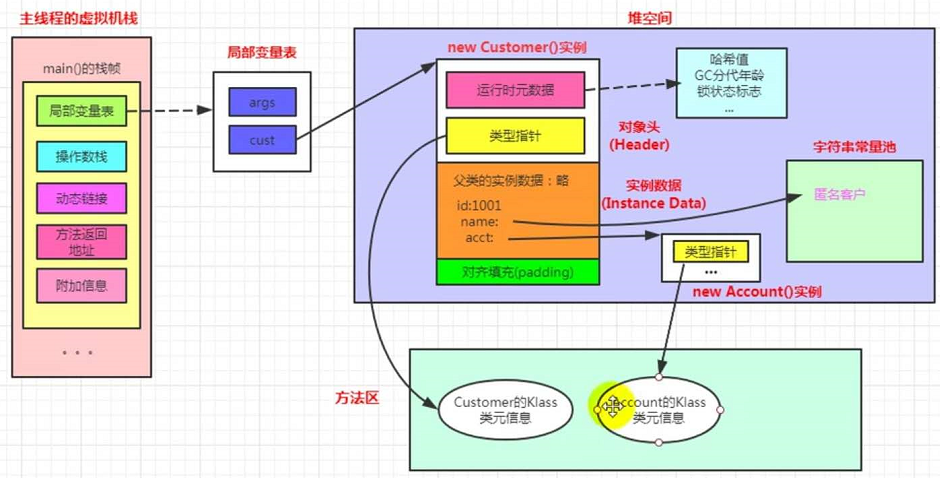 主线程的虚拟机栈
main()的栈帧
局部变量表
操作数栈
动态链接
方法返回
地址
附加信息
...
局部变量表
args
cust
堆空间
new Customer()实例
运行时元数据
类型指针
对象头
(Header)
哈希值
GC分代年龄
锁状态标志
...
父类的实例数据：略
id:1001
name:
acct:
实例数据
(Instance Data)
对齐填充(padding)
字符串常量池
匿名客户
类型指针
...
new Account()实例
方法区
Customer的Klass
类元信息
Account的Klass
类元信息